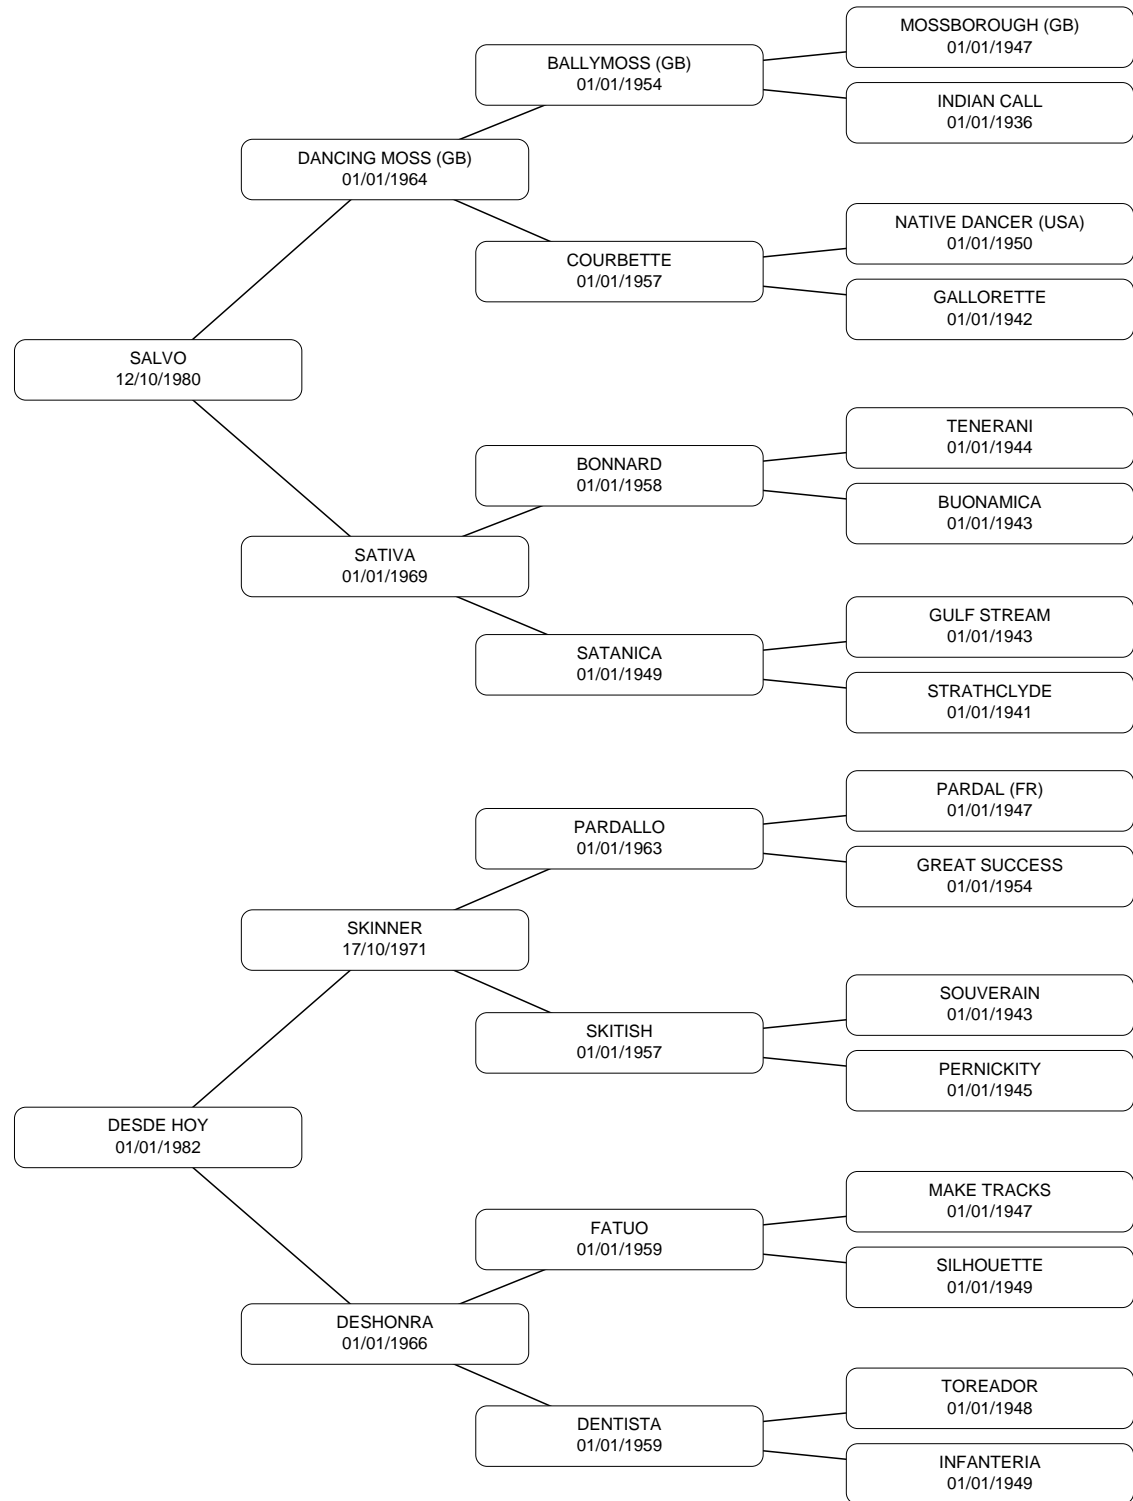 MOSSBOROUGH (GB)
01/01/1947
BALLYMOSS (GB)
01/01/1954
INDIAN CALL
01/01/1936
DANCING MOSS (GB)
01/01/1964
NATIVE DANCER (USA)
01/01/1950
COURBETTE
01/01/1957
GALLORETTE
01/01/1942
SALVO
12/10/1980
TENERANI
01/01/1944
BONNARD
01/01/1958
BUONAMICA
01/01/1943
SATIVA
01/01/1969
GULF STREAM
01/01/1943
SATANICA
01/01/1949
STRATHCLYDE
01/01/1941
PARDAL (FR)
01/01/1947
PARDALLO
01/01/1963
GREAT SUCCESS
01/01/1954
SKINNER
17/10/1971
SOUVERAIN
01/01/1943
SKITISH
01/01/1957
PERNICKITY
01/01/1945
DESDE HOY
01/01/1982
MAKE TRACKS
01/01/1947
FATUO
01/01/1959
SILHOUETTE
01/01/1949
DESHONRA
01/01/1966
TOREADOR
01/01/1948
DENTISTA
01/01/1959
INFANTERIA
01/01/1949